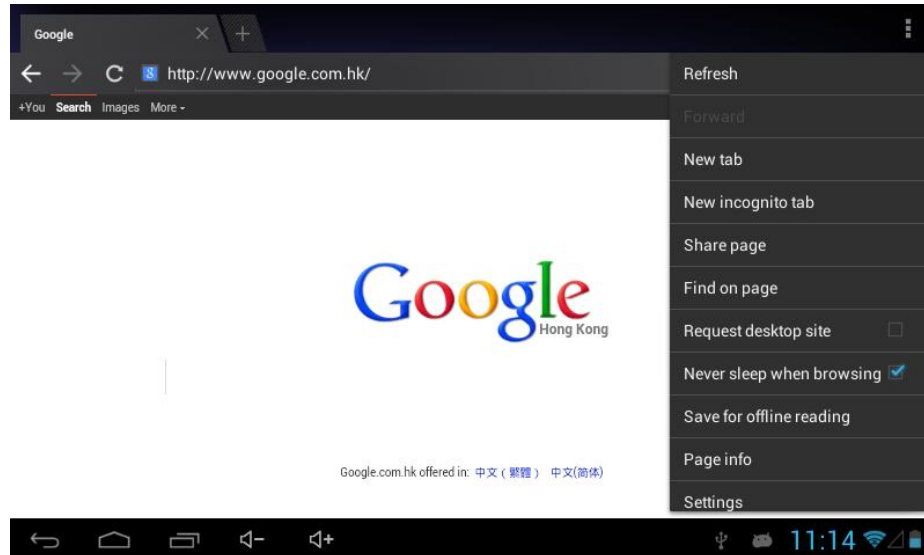 Google
http://www.google.com.hk/
+You Search Images More
Refresh
Forward
New tab
New incognito tab
Share page
Find on page
Request desktop site
Never sleep when browsing
Save for offline reading
Page info
Settings
Google
Hong Kong
Google.com.hk offered in: 中文（繁體） 中文(简体)
11:14